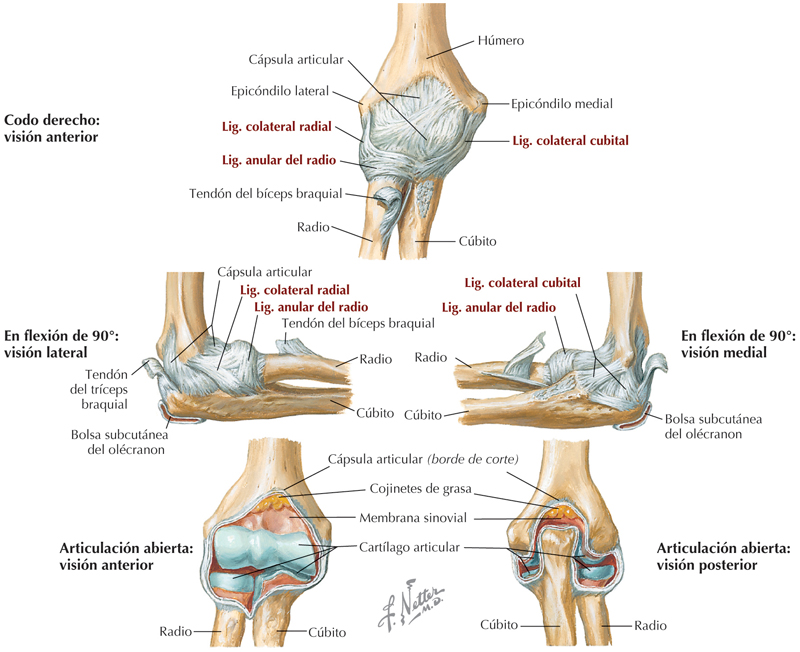 Húmero
Cápsula articular
Epicóndilo lateral
Epicóndilo medial
Codo derecho:
visión anterior
Lig. colateral radial
Lig. colateral cubital
Lig. anular del radio
Tendón del bíceps braquial
Radio
Cúbito
Cápsula articular
Lig. colateral radial
Lig. anular del radio
Tendón del bíceps braquial
En flexión de 90°:
visión lateral
Radio
Tendón
del tríceps
braquial
Cúbito
Bolsa subcutánea
del olécranon
Lig. colateral cubital
Lig. anular del radio
En flexión de 90°:
visión medial
Radio
Cúbito
Bolsa subcutánea
del olécranon
Cápsula articular (borde de corte)
Cojinetes de grasa
Membrana sinovial
Cartílago articular
Articulación abierta:
visión anterior
Articulación abierta:
visión posterior
Radio
Cúbito
Cúbito
Radio
F. Netter
M.D.